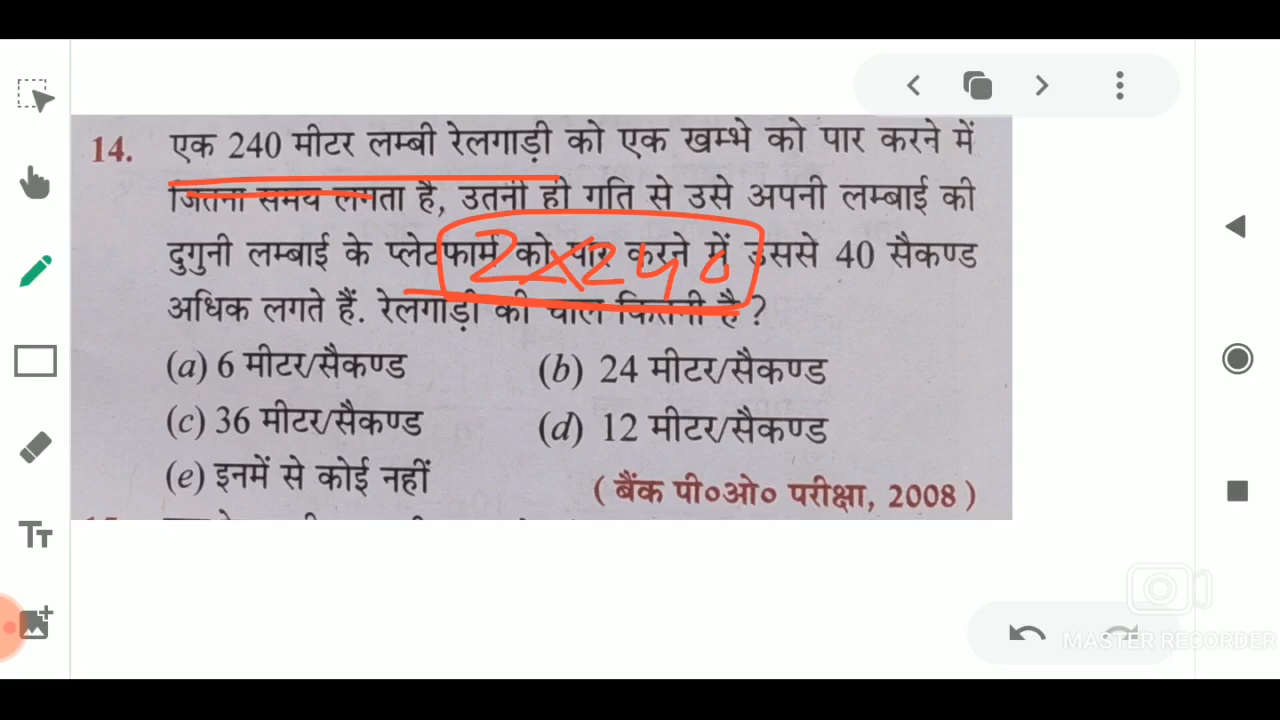 14. एक 240 मीटर लम्बी रेलगाड़ी को एक खम्भे को पार करने में
जितना समय लगता है, उतनी ही गति से उसे अपनी लम्बाई की
दुगुनी लम्बाई के प्लेटफार्म को पार करने में उससे 40 सैकण्ड
2×240
अधिक लगते हैं. रेलगाड़ी की चाल कितनी है ?
(a) 6 मीटर/सैकण्ड (b) 24 मीटर/सैकण्ड
(c) 36 मीटर/सैकण्ड (d) 12 मीटर/सैकण्ड
(e) इनमें से कोई नहीं
( बैंक पी०ओ० परीक्षा, 2008 )
TT
MASTER RECORDER